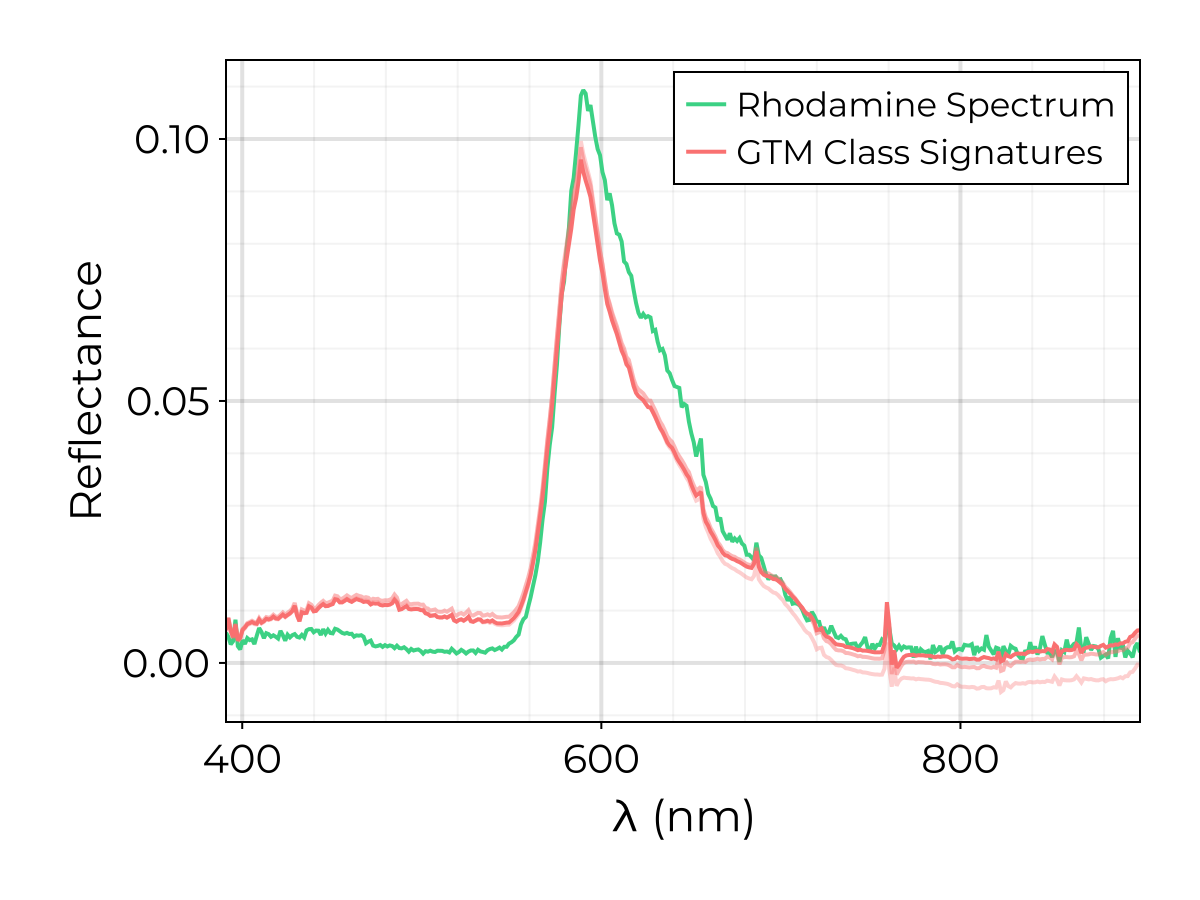 Rhodamine Spectrum
GTM Class Signatures
Reflectance
0.10
0.05
0.00
400 600 800
λ (nm)